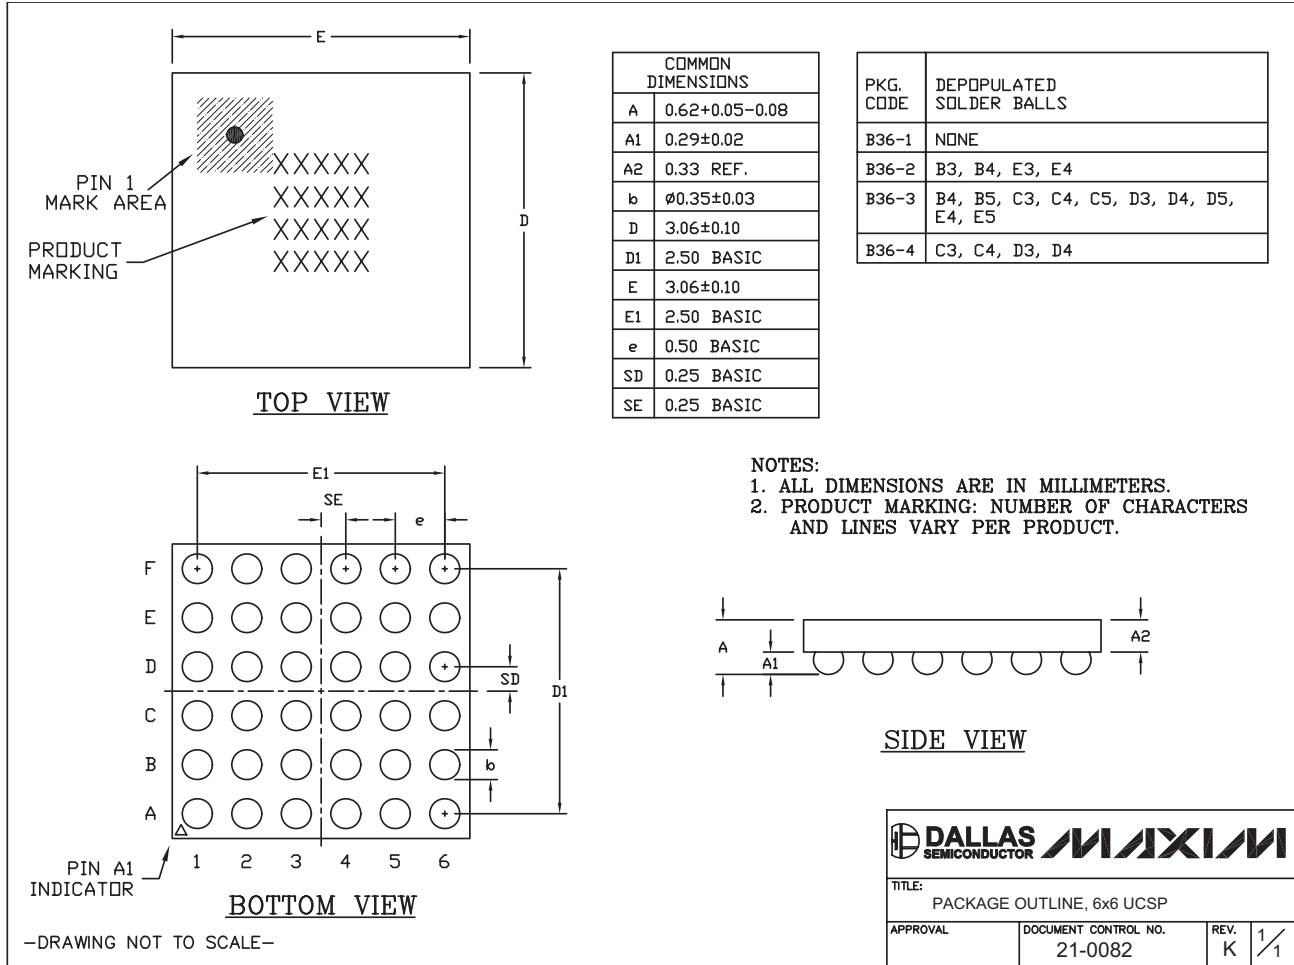 E
D
PIN 1
MARK AREA
PRODUCT
MARKING
XXXXX
XXXXX
XXXXX
XXXXX
TOP VIEW
COMMON
DIMENSIONS
A 0.62+0.05-0.08
A1 0.29±0.02
A2 0.33 REF.
b ø0.35±0.03
D 3.06±0.10
D1 2.50 BASIC
E 3.06±0.10
E1 2.50 BASIC
e 0.50 BASIC
SD 0.25 BASIC
SE 0.25 BASIC
PKG.
CODE
DEPOPULATED
SOLDER BALLS
B36-1 NONE
B36-2 B3, B4, E3, E4
B36-3 B4, B5, C3, C4, C5, D3, D4, D5,
E4, E5
B36-4 C3, C4, D3, D4
NOTES:
1. ALL DIMENSIONS ARE IN MILLIMETERS.
2. PRODUCT MARKING: NUMBER OF CHARACTERS
AND LINES VARY PER PRODUCT.
E1
SE
e
F
E
D
C
B
A
SD
D1
b
1 2 3 4 5 6
PIN A1
INDICATOR
BOTTOM VIEW
-DRAWING NOT TO SCALE-
A
A1
A2
SIDE VIEW
DALLAS
SEMICONDUCTOR
MAXIM
TITLE:
PACKAGE OUTLINE, 6x6 UCSP
APPROVAL
DOCUMENT CONTROL NO.
21-0082
REV.
K
1/1